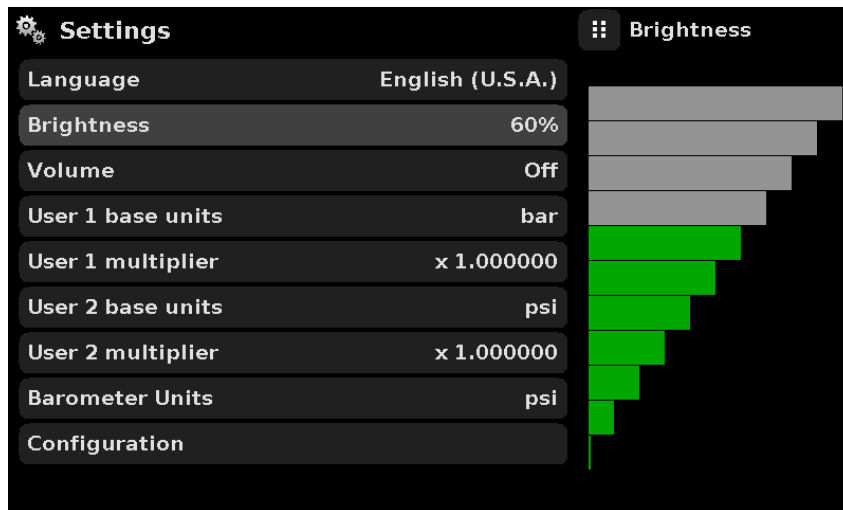 Settings
Language English (U.S.A.)
Brightness 60%
Volume Off
User 1 base units bar
User 1 multiplier x 1.000000
User 2 base units psi
User 2 multiplier x 1.000000
Barometer Units psi
Configuration
Brightness